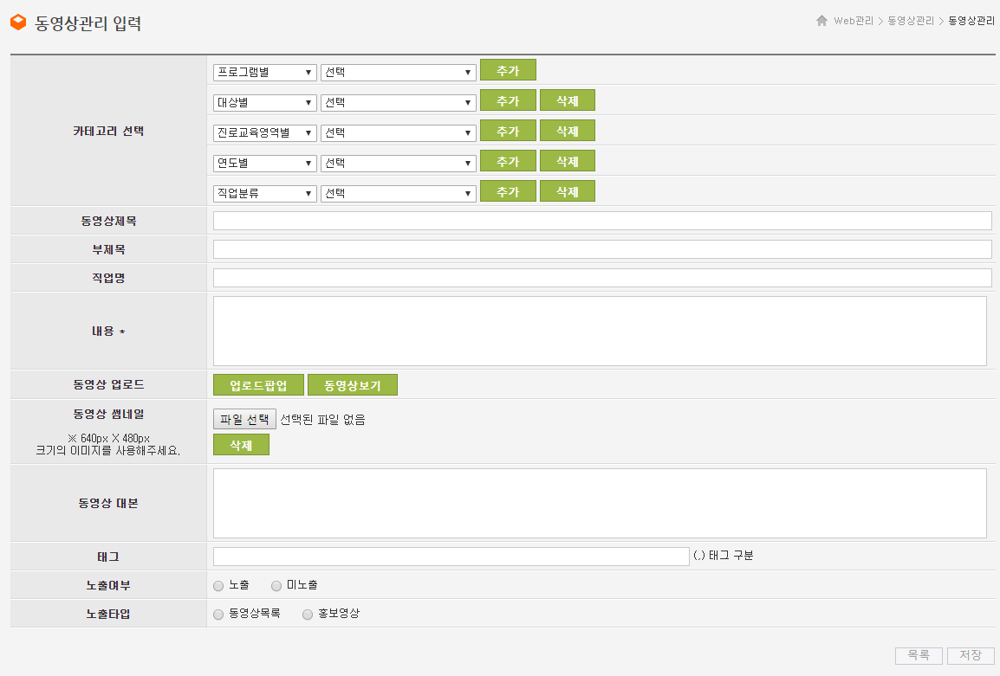 동영상관리 입력
Web관리 > 동영상관리 > 동영상관리
카테고리 선택
프로그램별 선택 추가
대상별 선택 추가 삭제
진로교육영역별 선택 추가 삭제
연도별 선택 추가 삭제
직업분류 선택 추가 삭제
동영상제목
부제목
직업명
내용 *
동영상 업로드 업로드팝업 동영상보기
동영상 썸네일
※ 640px X 480px
크기의 이미지를 사용해주세요.
파일 선택 선택된 파일 없음
삭제
동영상 대본
태그 (,) 태그 구분
노출여부 노출 미노출
노출타입 동영상목록 홍보영상
목록 저장